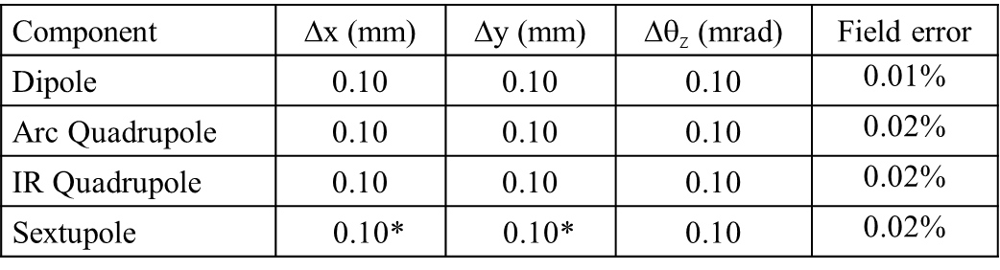 Component Δx (mm) Δy (mm) Δθz (mrad) Field error
Dipole 0.10 0.10 0.10 0.01%
Arc Quadrupole 0.10 0.10 0.10 0.02%
IR Quadrupole 0.10 0.10 0.10 0.02%
Sextupole 0.10* 0.10* 0.10 0.02%